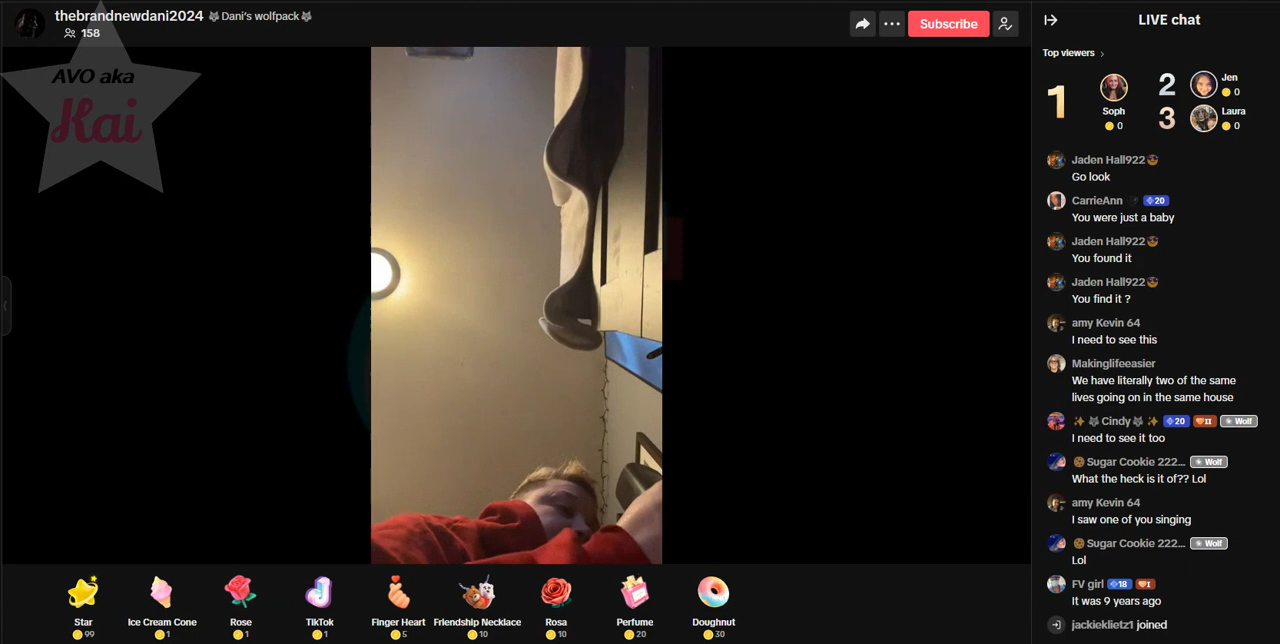 thebrandnewdani2024 🐺Dani's wolfpack🐺
158
Subscribe
AVO aka
Kai
LIVE chat
Top viewers
1
Soph
0
2
Jen
0
3
Laura
0
Jaden Hall922
Go look
CarrieAnn 20
You were just a baby
Jaden Hall922
You found it
Jaden Hall922
You find it ?
amy Kevin 64
I need to see this
Makinglifeeasier
We have literally two of the same
lives going on in the same house
✨🐺Cindy🐺✨ 20 II Wolf
I need to see it too
🍪Sugar Cookie 222... Wolf
What the heck is it of?? Lol
amy Kevin 64
I saw one of you singing
🍪Sugar Cookie 222... Wolf
Lol
FV girl 18 I
It was 9 years ago
jackieklietz1 joined
Star
99
Ice Cream Cone
1
Rose
1
TikTok
1
Finger Heart
5
Friendship Necklace
10
Rosa
10
Perfume
20
Doughnut
30